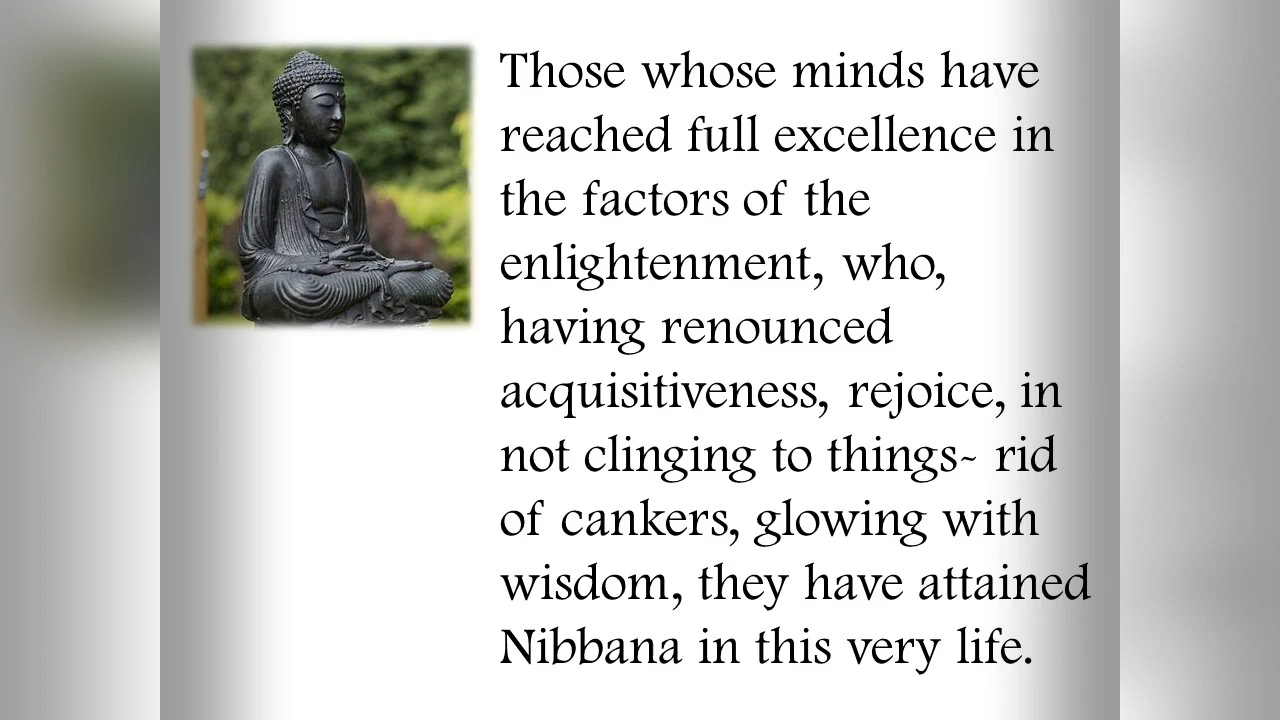 Those whose minds have
reached full excellence in
the factors of the
enlightenment, who,
having renounced
acquisitiveness, rejoice, in
not clinging to things- rid
of cankers, glowing with
wisdom, they have attained
Nibbana in this very life.